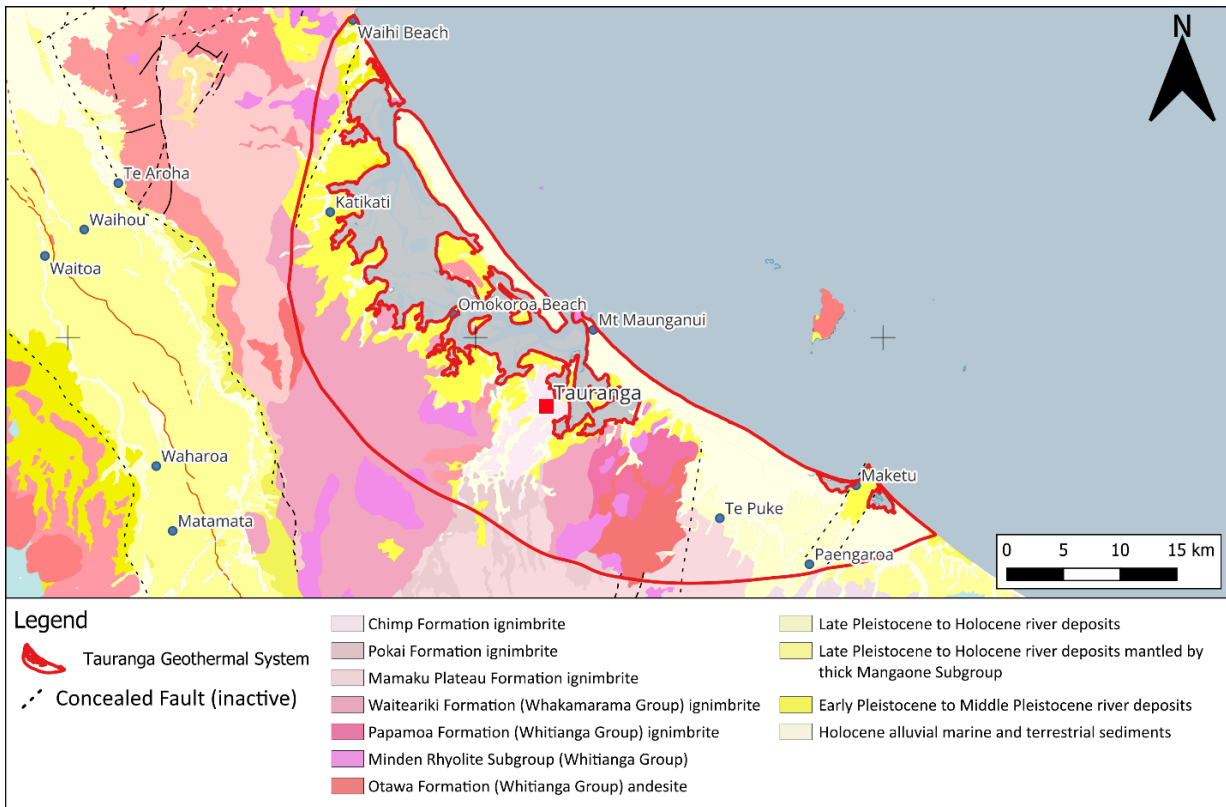 N
Waihi Beach
Te Aroha
Waihou
Waitoa
Katikati
Omokoroa Beach
Mt Maunganui
Tauranga
Waharoa
Matamata
Maketu
Te Puke
Paengaroa
0 5 10 15 km
Legend
Tauranga Geothermal System
Concealed Fault (inactive)
Chimp Formation ignimbrite
Pokai Formation ignimbrite
Mamaku Plateau Formation ignimbrite
Waiteariki Formation (Whakamarama Group) ignimbrite
Papamoa Formation (Whitianga Group) ignimbrite
Minden Rhyolite Subgroup (Whitianga Group)
Otawa Formation (Whitianga Group) andesite
Late Pleistocene to Holocene river deposits
Late Pleistocene to Holocene river deposits mantled by
thick Mangaone Subgroup
Early Pleistocene to Middle Pleistocene river deposits
Holocene alluvial marine and terrestrial sediments